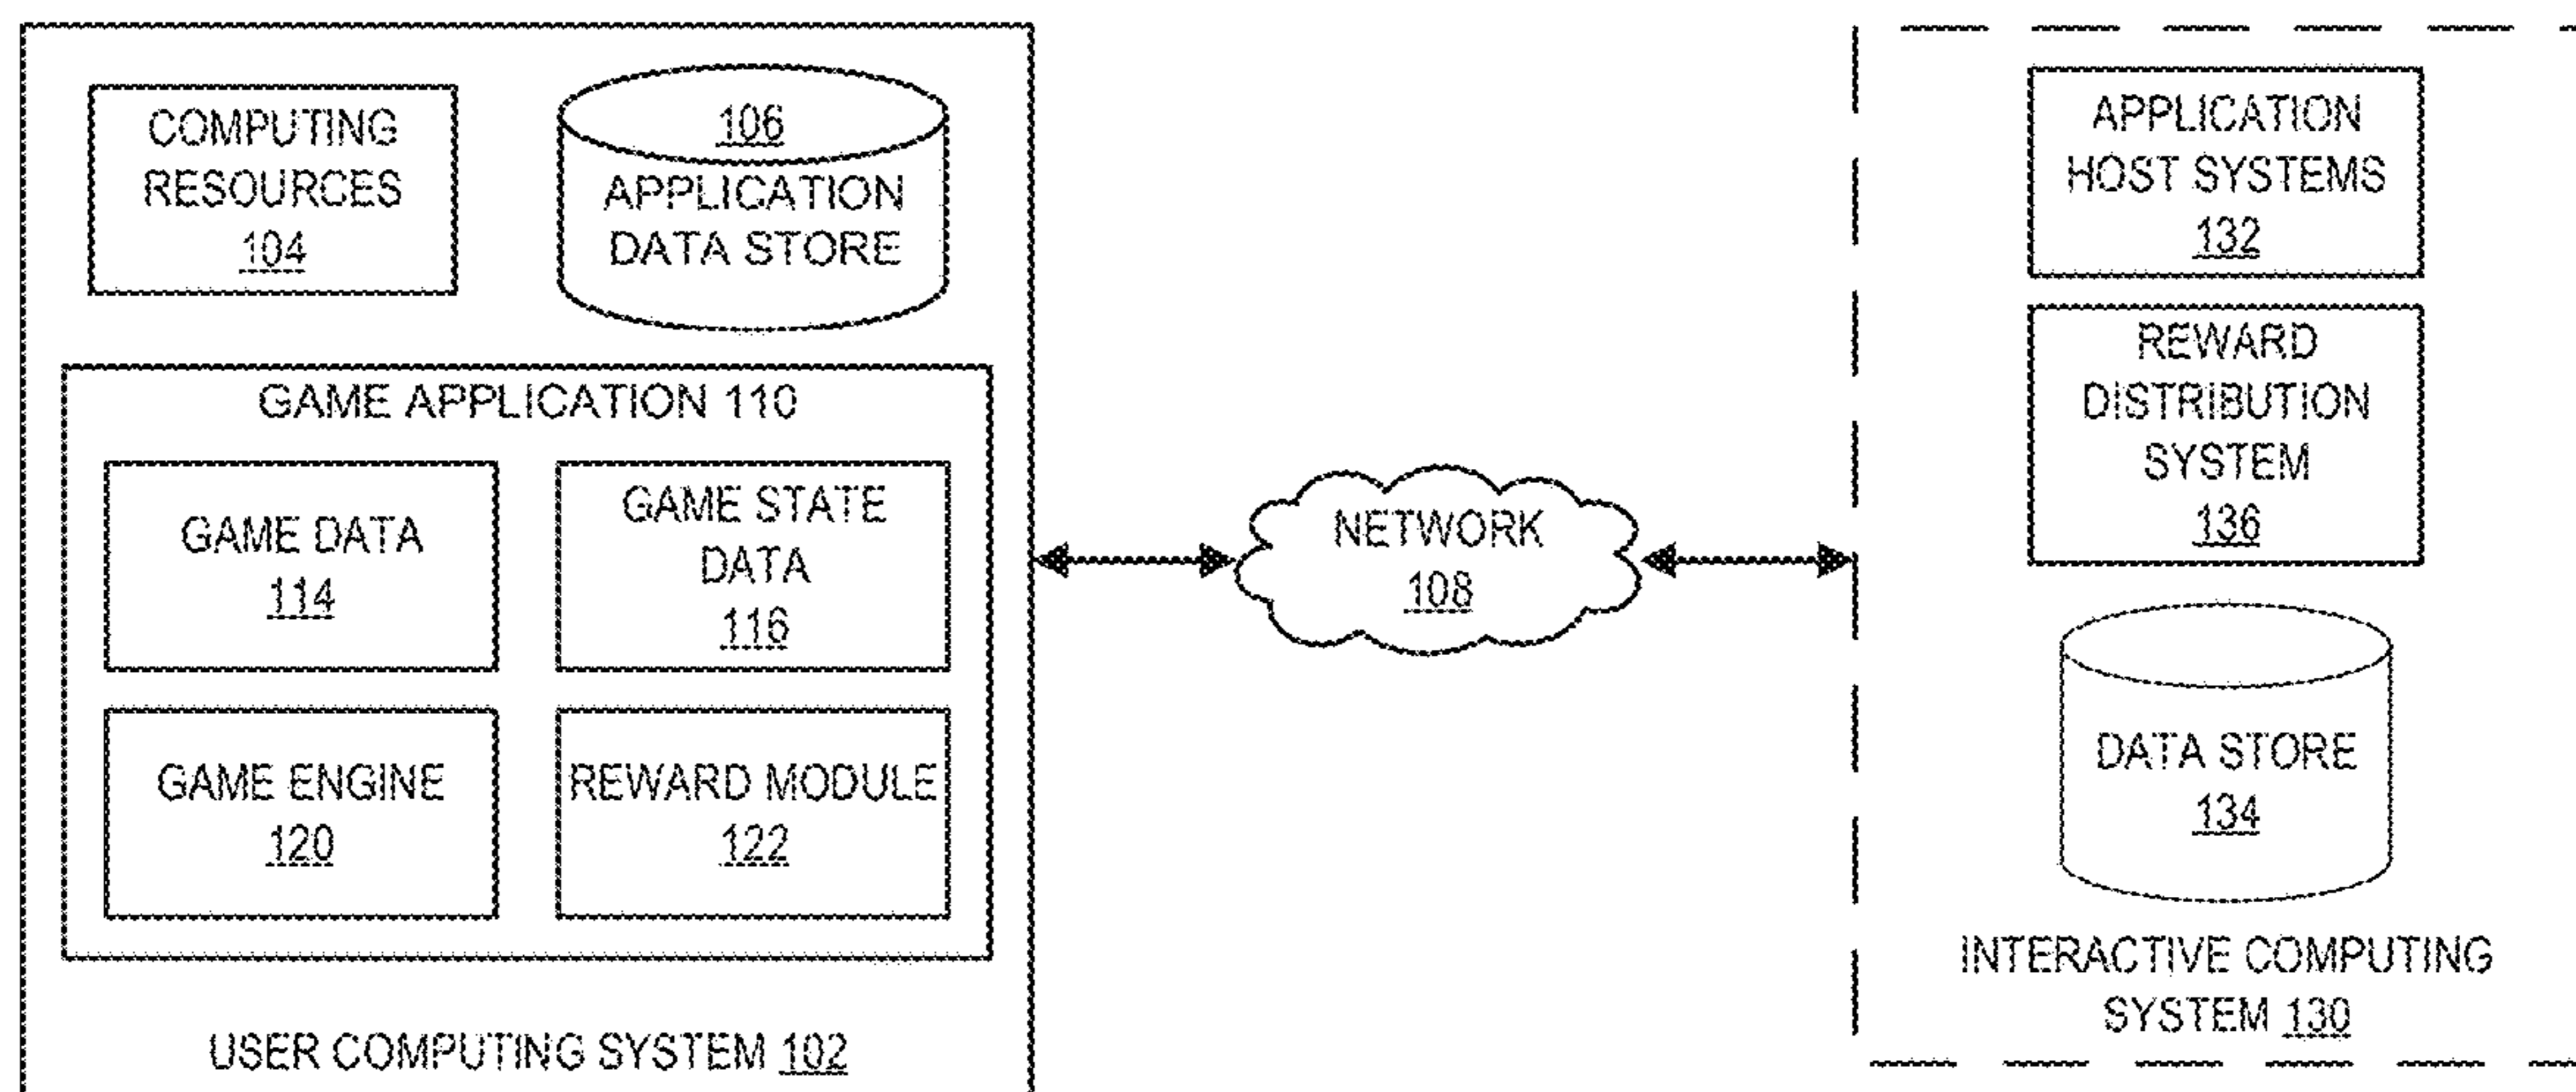 COMPUTING
RESOURCES
104
106
APPLICATION
DATA STORE
GAME APPLICATION 110
GAME DATA
114
GAME STATE
DATA
116
GAME ENGINE
120
REWARD MODULE
122
USER COMPUTING SYSTEM 102
NETWORK
108
APPLICATION
HOST SYSTEMS
132
REWARD
DISTRIBUTION
SYSTEM
136
DATA STORE
134
INTERACTIVE COMPUTING
SYSTEM 130